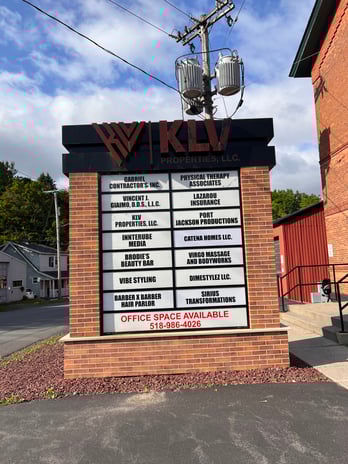 KLV
PROPERTIES, LLC.
GABRIEL
CONTRACTOR'S, INC.
PHYSICAL THERAPY
ASSOCIATES
VINCENT J.
GIAIMO, D.D.S. L.L.C.
LAZAROU
INSURANCE
KLV
PROPERTIES, LLC.
PORT
JACKSON PRODUCTIONS
INNTERUBE
MEDIA
CATENA HOMES LLC.
BRODIE'S
BEAUTY BAR
VIRGO MASSAGE
AND BODYWORKS
VIBE STYLING
DIMESTYLEZ LLC.
BARBER X BARBER
HAIR PARLOR
SIRIUS
TRANSFORMATIONS
OFFICE SPACE AVAILABLE
518-986-4026